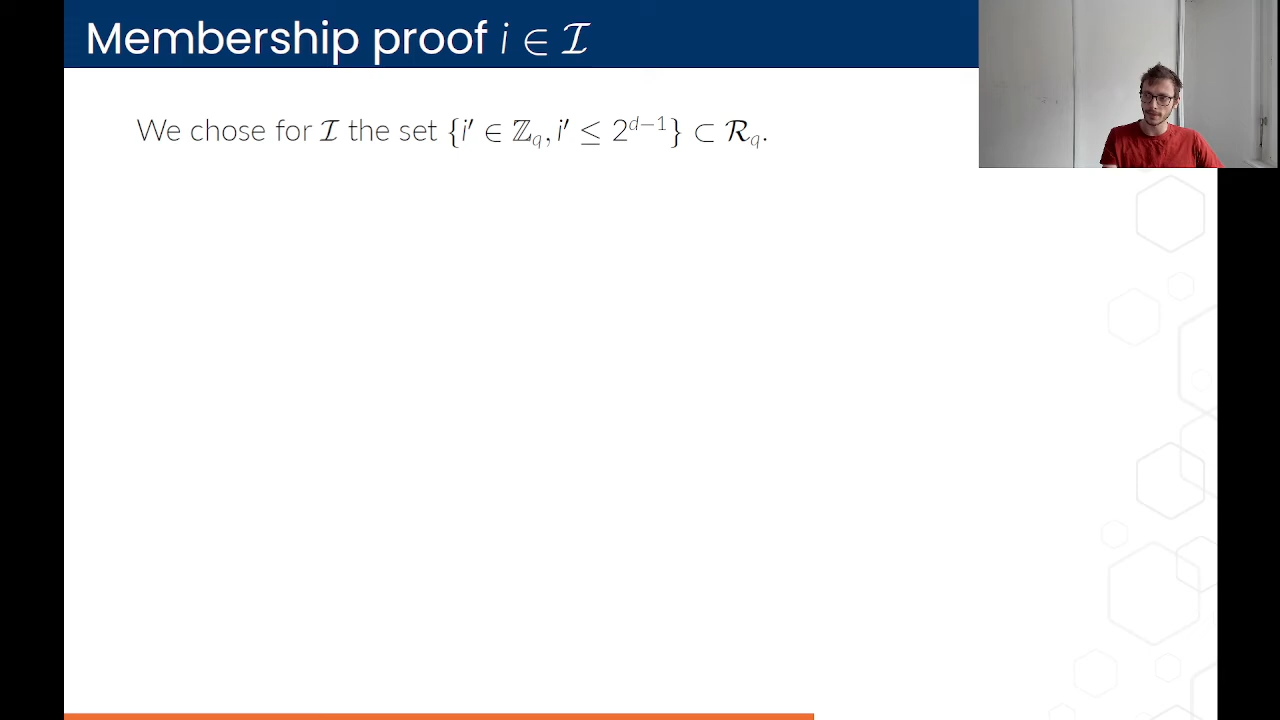 Membership proof i ∈ ℐ
We chose for ℐ the set {i′ ∈ ℤ_q, i′ ≤ 2^{d−1}} ⊂ ℛ_q.